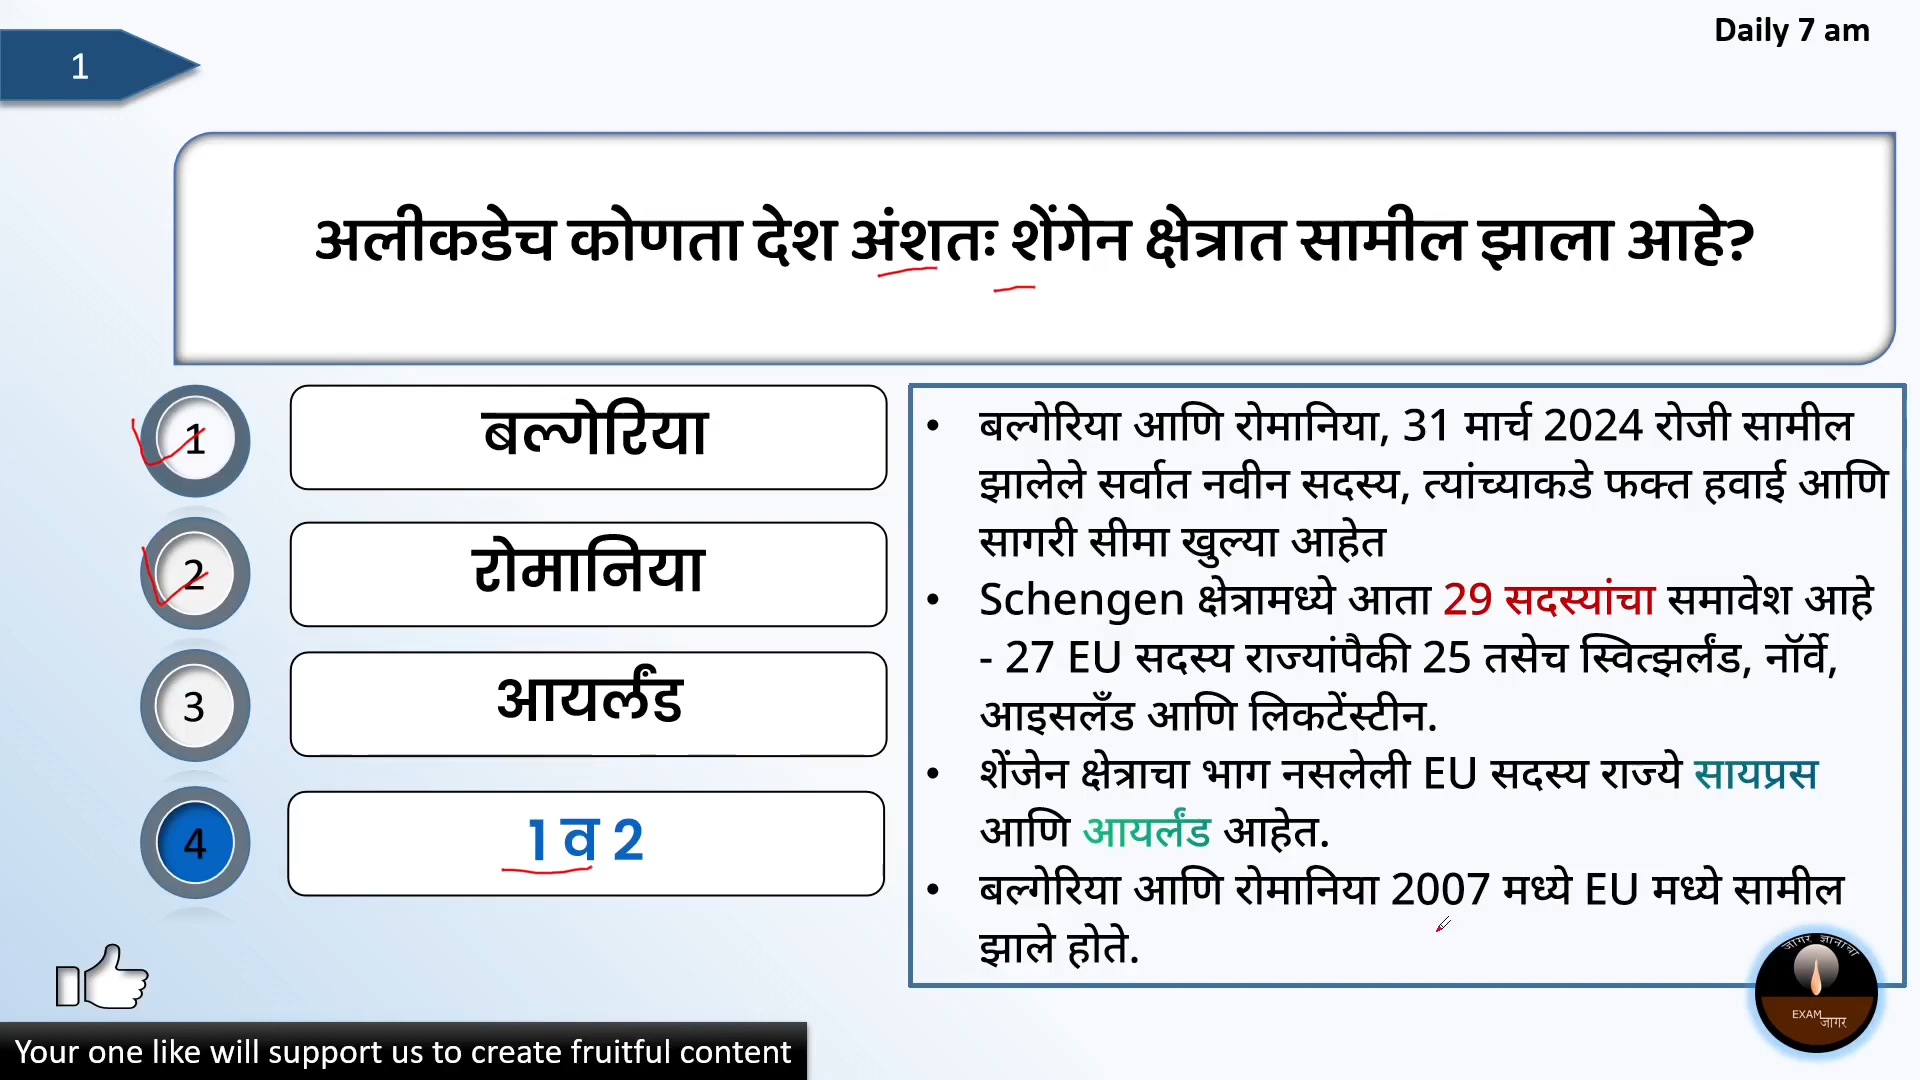 Daily 7 am
1
अलीकडेच कोणता देश अंशतः शेंगेन क्षेत्रात सामील झाला आहे?
1
बल्गेरिया
2
रोमानिया
3
आयर्लंड
4
1 व 2
• बल्गेरिया आणि रोमानिया, 31 मार्च 2024 रोजी सामील
झालेले सर्वात नवीन सदस्य, त्यांच्याकडे फक्त हवाई आणि
सागरी सीमा खुल्या आहेत
• Schengen क्षेत्रामध्ये आता 29 सदस्यांचा समावेश आहे
- 27 EU सदस्य राज्यांपैकी 25 तसेच स्वित्झर्लंड, नॉर्वे,
आइसलँड आणि लिकटेंस्टीन.
• शेंजेन क्षेत्राचा भाग नसलेली EU सदस्य राज्ये सायप्रस
आणि आयर्लंड आहेत.
• बल्गेरिया आणि रोमानिया 2007 मध्ये EU मध्ये सामील
झाले होते.
जागर ज्ञानाचा
EXAM जागर
Your one like will support us to create fruitful content